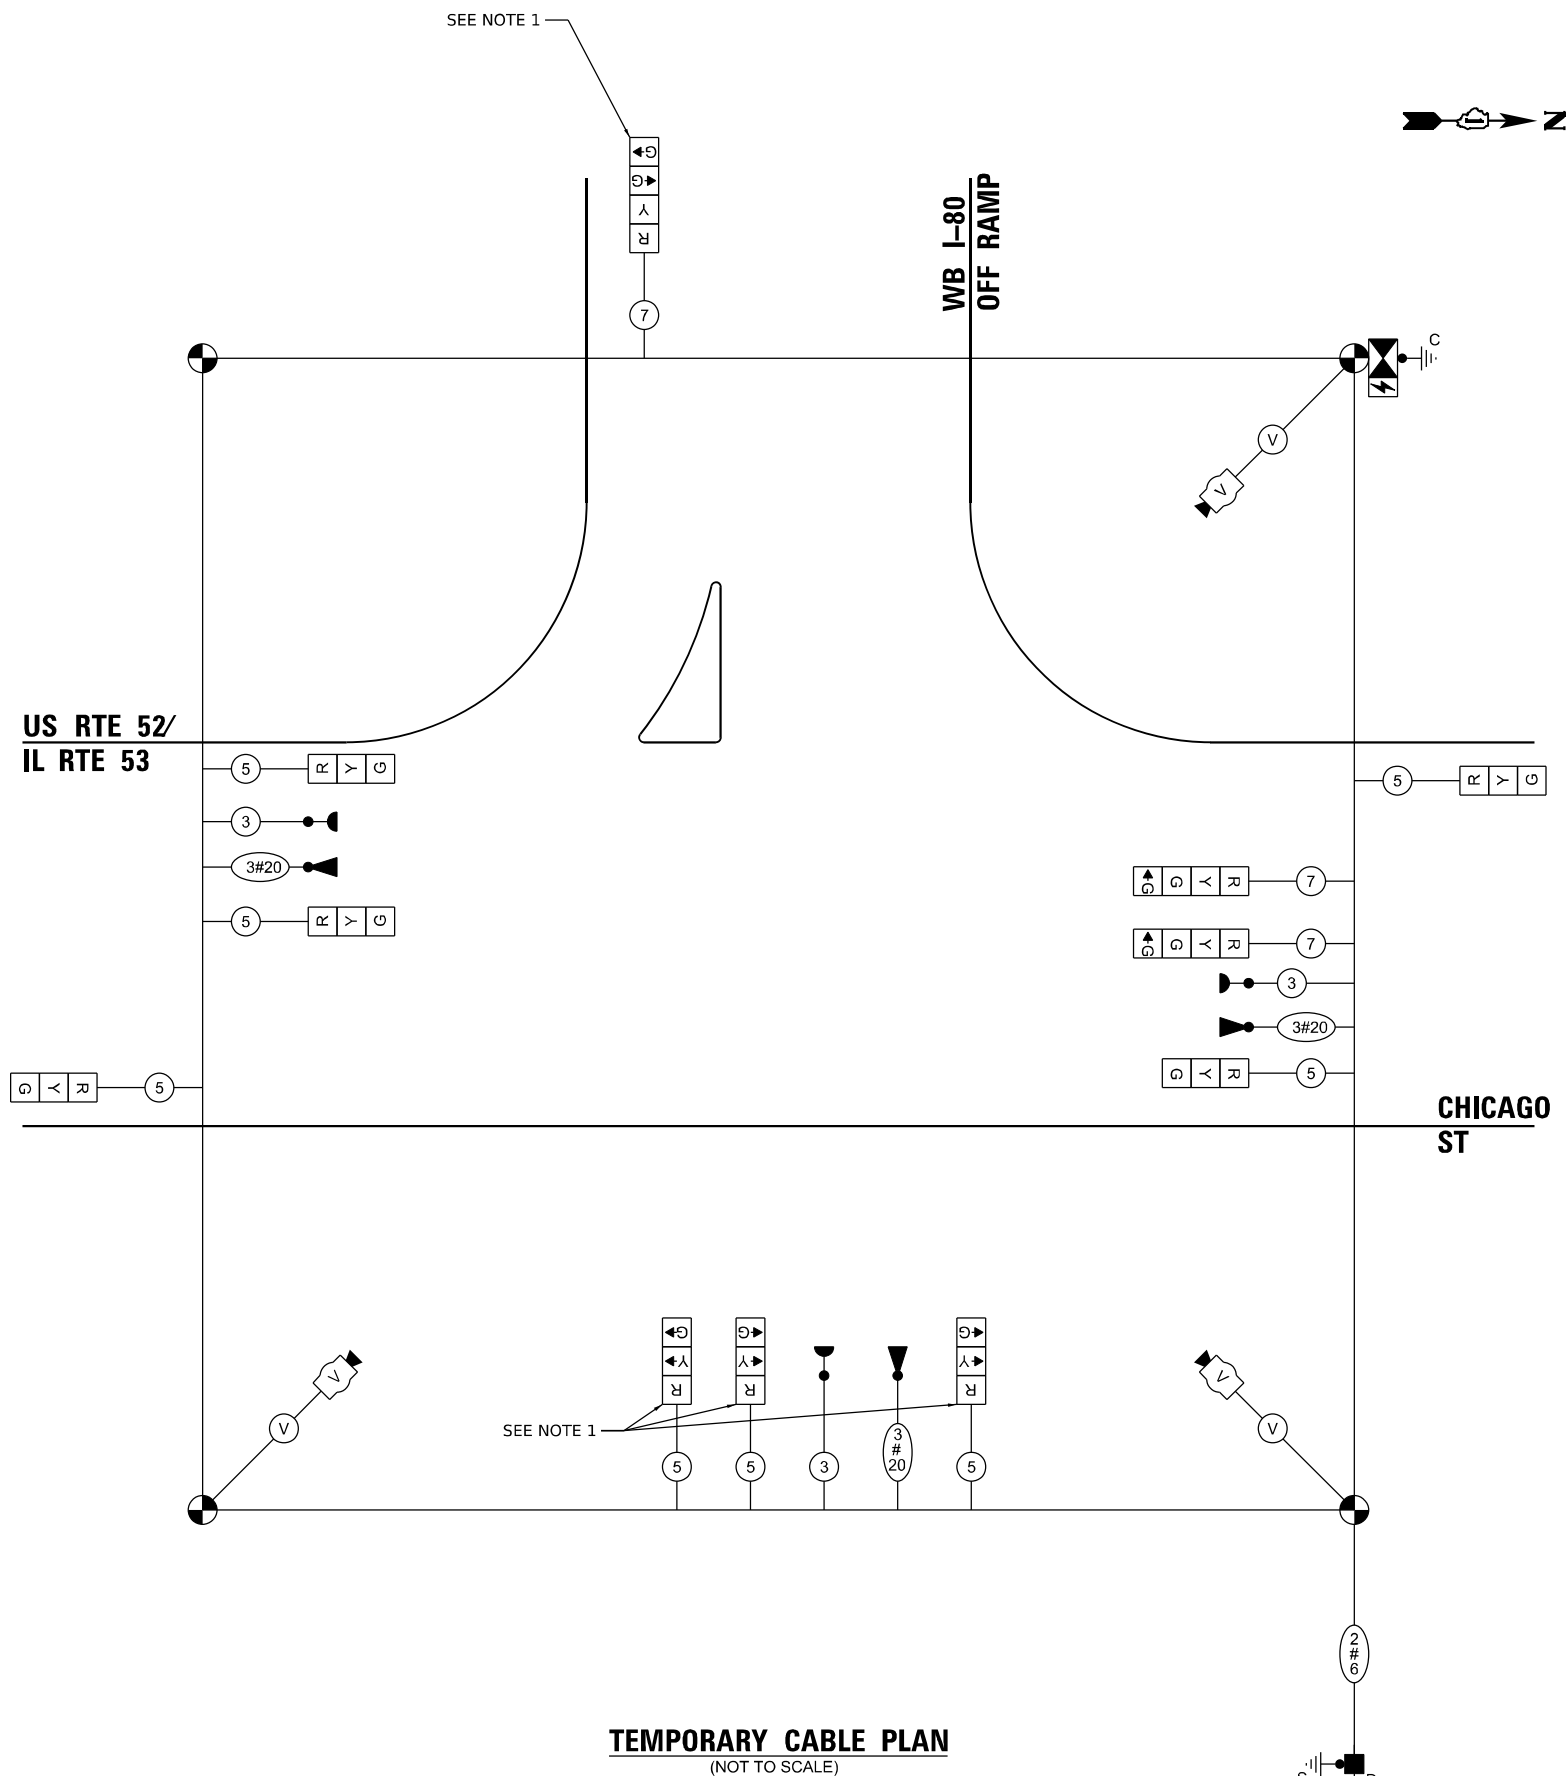 SEE NOTE 1
G
G
Y
R
7
N
WB I-80
OFF RAMP
C
V
V
US RTE 52/
IL RTE 53
5
R Y G
3
3#20
5
R Y G
5
R Y G
G Y G R
7
G Y G R
7
3
3#20
G Y R
5
G Y R
5
CHICAGO
ST
V
V
V
V
G
Y
R
G
Y
R
G
Y
R
SEE NOTE 1
5
5
3
3
#
20
5
2
#
6
TEMPORARY CABLE PLAN
(NOT TO SCALE)